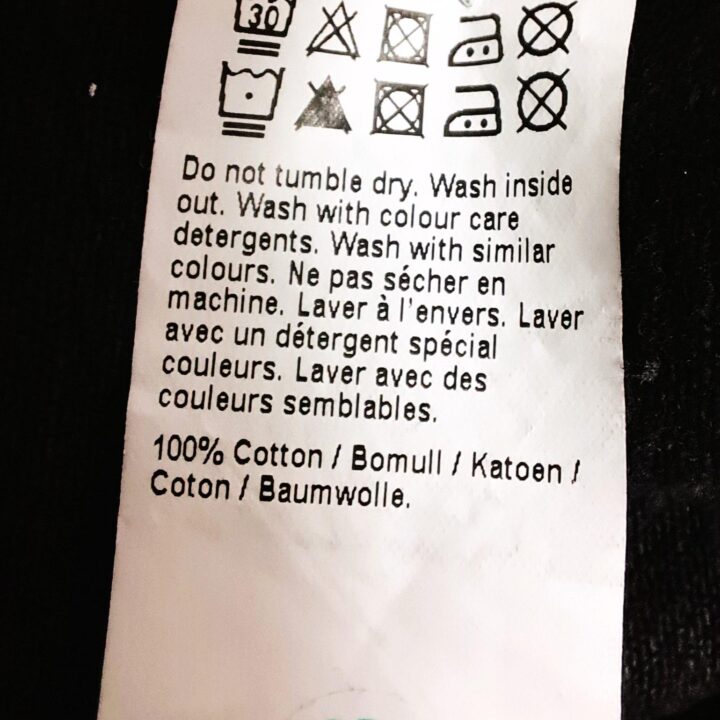 30
Do not tumble dry. Wash inside
out. Wash with colour care
detergents. Wash with similar
colours. Ne pas sécher en
machine. Laver à l'envers. Laver
avec un détergent spécial
couleurs. Laver avec des
couleurs semblables.
100% Cotton / Bomull / Katoen /
Coton / Baumwolle.